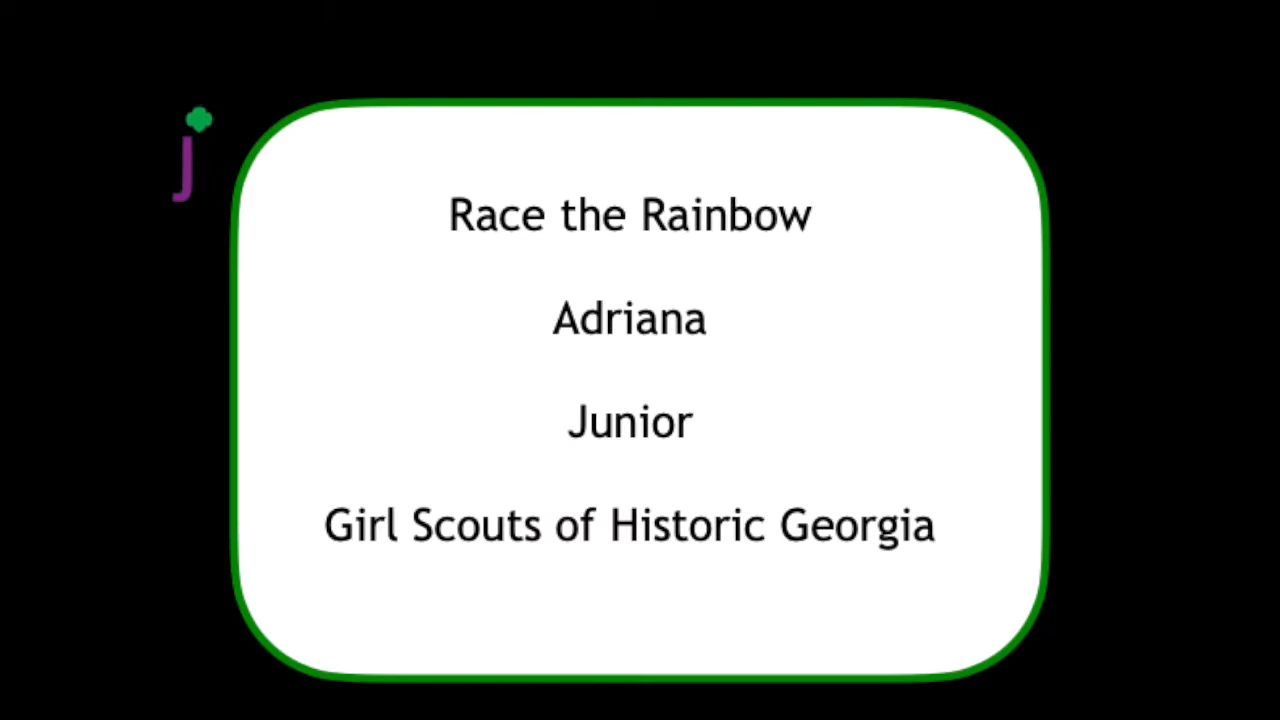 j
Race the Rainbow
Adriana
Junior
Girl Scouts of Historic Georgia